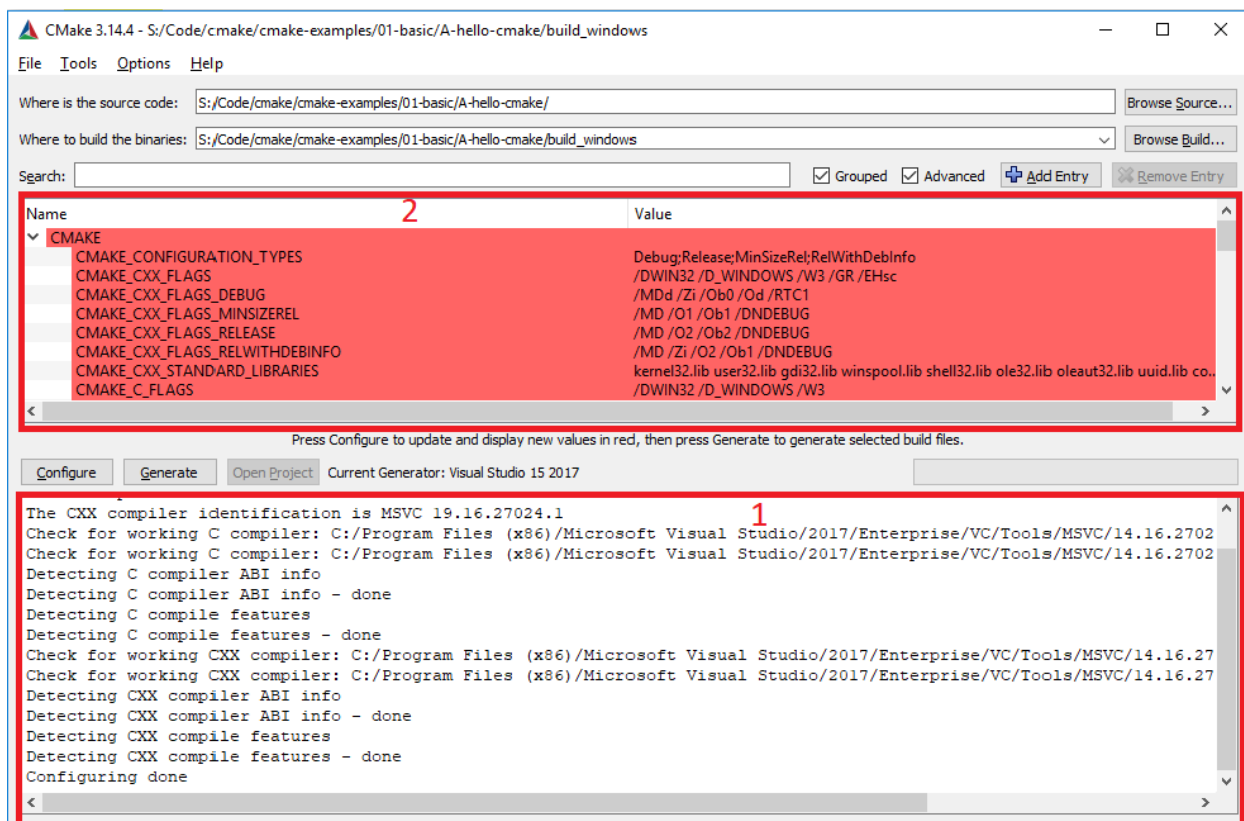 CMake 3.14.4 - S:/Code/cmake/cmake-examples/01-basic/A-hello-cmake/build_windows
File Tools Options Help
Where is the source code: S:/Code/cmake/cmake-examples/01-basic/A-hello-cmake/ Browse Source...
Where to build the binaries: S:/Code/cmake/cmake-examples/01-basic/A-hello-cmake/build_windows Browse Build...
Search: Grouped Advanced Add Entry Remove Entry
2
Name Value
CMAKE
CMAKE_CONFIGURATION_TYPES Debug;Release;MinSizeRel;RelWithDebInfo
CMAKE_CXX_FLAGS /DWIN32 /D_WINDOWS /W3 /GR /EHsc
CMAKE_CXX_FLAGS_DEBUG /MDd /Zi /Ob0 /Od /RTC1
CMAKE_CXX_FLAGS_MINSIZEREL /MD /O1 /Ob1 /DNDEBUG
CMAKE_CXX_FLAGS_RELEASE /MD /O2 /Ob2 /DNDEBUG
CMAKE_CXX_FLAGS_RELWITHDEBINFO /MD /Zi /O2 /Ob1 /DNDEBUG
CMAKE_CXX_STANDARD_LIBRARIES kernel32.lib user32.lib gdi32.lib winspool.lib shell32.lib ole32.lib oleaut32.lib uuid.lib co...
CMAKE_C_FLAGS /DWIN32 /D_WINDOWS /W3
Press Configure to update and display new values in red, then press Generate to generate selected build files.
Configure Generate Open Project Current Generator: Visual Studio 15 2017
1
The CXX compiler identification is MSVC 19.16.27024.1
Check for working C compiler: C:/Program Files (x86)/Microsoft Visual Studio/2017/Enterprise/VC/Tools/MSVC/14.16.2702
Check for working C compiler: C:/Program Files (x86)/Microsoft Visual Studio/2017/Enterprise/VC/Tools/MSVC/14.16.2702
Detecting C compiler ABI info
Detecting C compiler ABI info - done
Detecting C compile features
Detecting C compile features - done
Check for working CXX compiler: C:/Program Files (x86)/Microsoft Visual Studio/2017/Enterprise/VC/Tools/MSVC/14.16.27
Check for working CXX compiler: C:/Program Files (x86)/Microsoft Visual Studio/2017/Enterprise/VC/Tools/MSVC/14.16.27
Detecting CXX compiler ABI info
Detecting CXX compiler ABI info - done
Detecting CXX compile features
Detecting CXX compile features - done
Configuring done